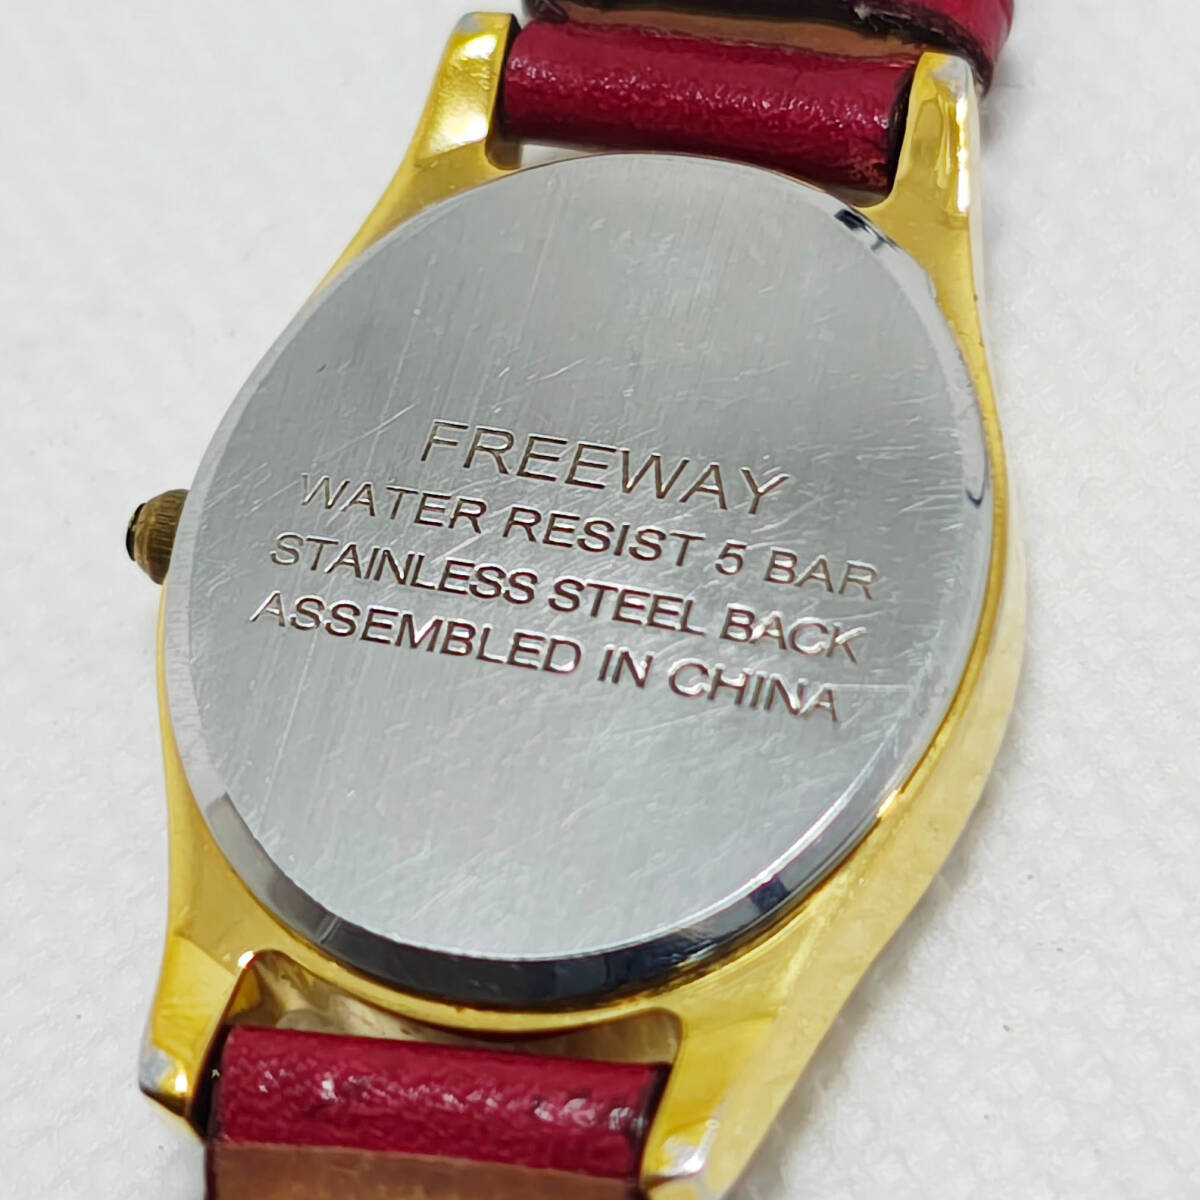 FREEWAY
WATER RESIST 5 BAR
STAINLESS STEEL BACK
ASSEMBLED IN CHINA